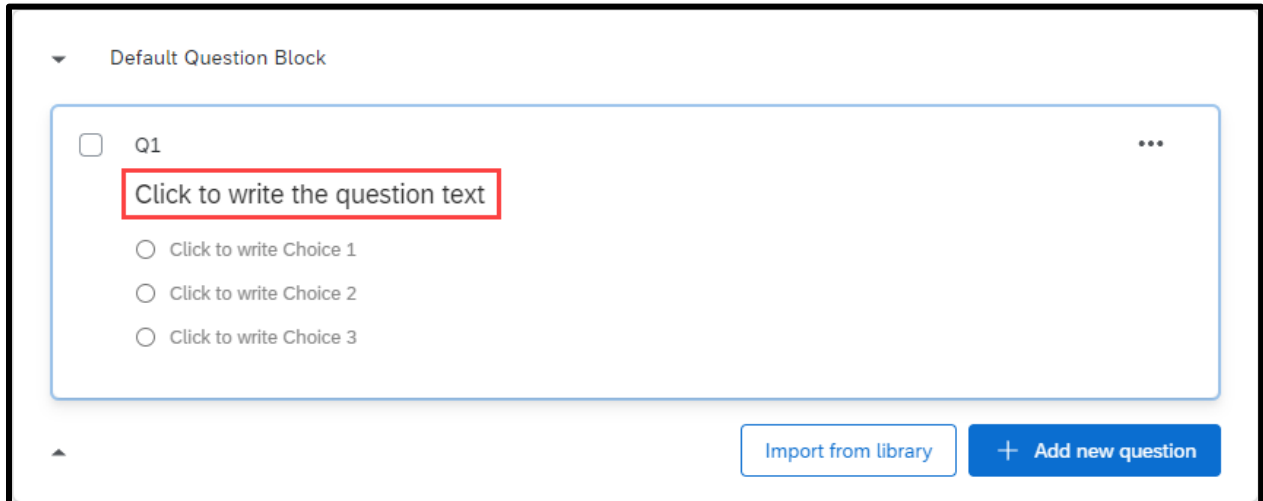 Default Question Block
Q1
Click to write the question text
Click to write Choice 1
Click to write Choice 2
Click to write Choice 3
Import from library
+ Add new question